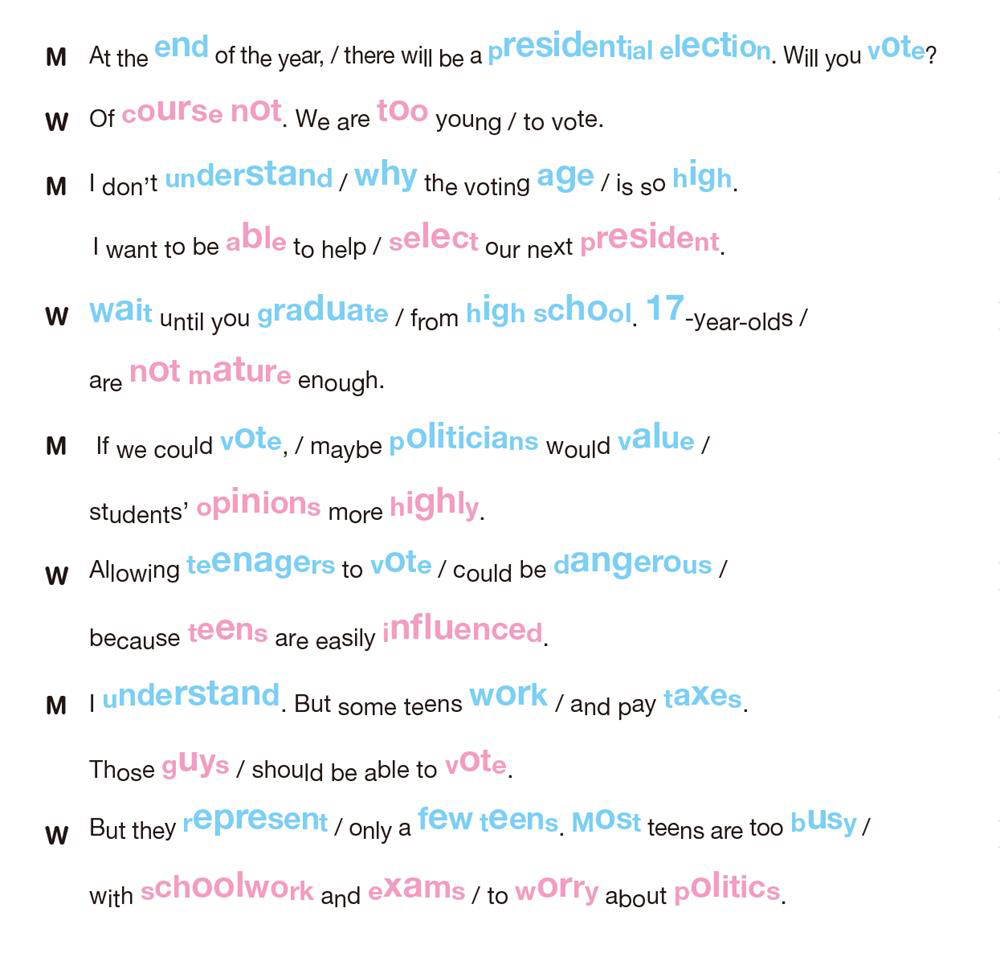 M At the end of the year, / there will be a presidential election. Will you vote?
W Of course not. We are too young / to vote.
M I don't understand / why the voting age / is so high.
I want to be able to help / select our next president.
W wait until you graduate / from high school. 17-year-olds /
are not mature enough.
M If we could vote, / maybe politicians would value /
students' opinions more highly.
W Allowing teenagers to vote / could be dangerous /
because teens are easily influenced.
M I understand. But some teens work / and pay taxes.
Those guys / should be able to vote.
W But they represent / only a few teens. Most teens are too busy /
with schoolwork and exams / to worry about politics.